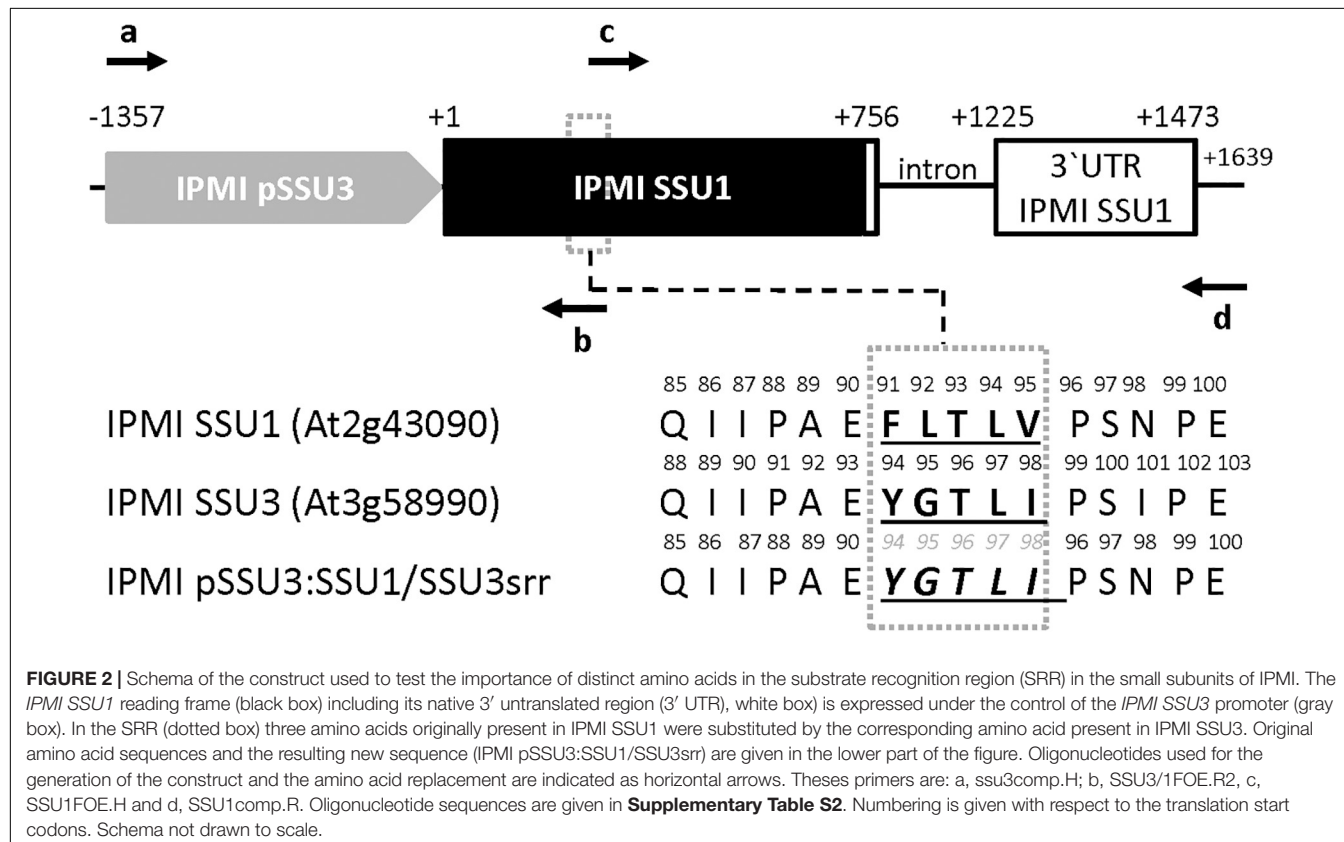 a c
-1357 +1 +756 +1225 +1473
+1639
IPMI pSSU3 IPMI SSU1 intron 3`UTR
IPMI SSU1
b d
85 86 87 88 89 90 91 92 93 94 95 96 97 98 99 100
IPMI SSU1 (At2g43090) Q I I P A E F L T L V P S N P E
88 89 90 91 92 93 94 95 96 97 98 99 100 101 102 103
IPMI SSU3 (At3g58990) Q I I P A E Y G T L I P S I P E
85 86 87 88 89 90 94 95 96 97 98 96 97 98 99 100
IPMI pSSU3:SSU1/SSU3srr Q I I P A E Y G T L I P S N P E
FIGURE 2 | Schema of the construct used to test the importance of distinct amino acids in the substrate recognition region (SRR) in the small subunits of IPMI. The
IPMI SSU1 reading frame (black box) including its native 3′ untranslated region (3′ UTR), white box) is expressed under the control of the IPMI SSU3 promoter (gray
box). In the SRR (dotted box) three amino acids originally present in IPMI SSU1 were substituted by the corresponding amino acid present in IPMI SSU3. Original
amino acid sequences and the resulting new sequence (IPMI pSSU3:SSU1/SSU3srr) are given in the lower part of the figure. Oligonucleotides used for the
generation of the construct and the amino acid replacement are indicated as horizontal arrows. Theses primers are: a, ssu3comp.H; b, SSU3/1FOE.R2, c,
SSU1FOE.H and d, SSU1comp.R. Oligonucleotide sequences are given in Supplementary Table S2. Numbering is given with respect to the translation start
codons. Schema not drawn to scale.